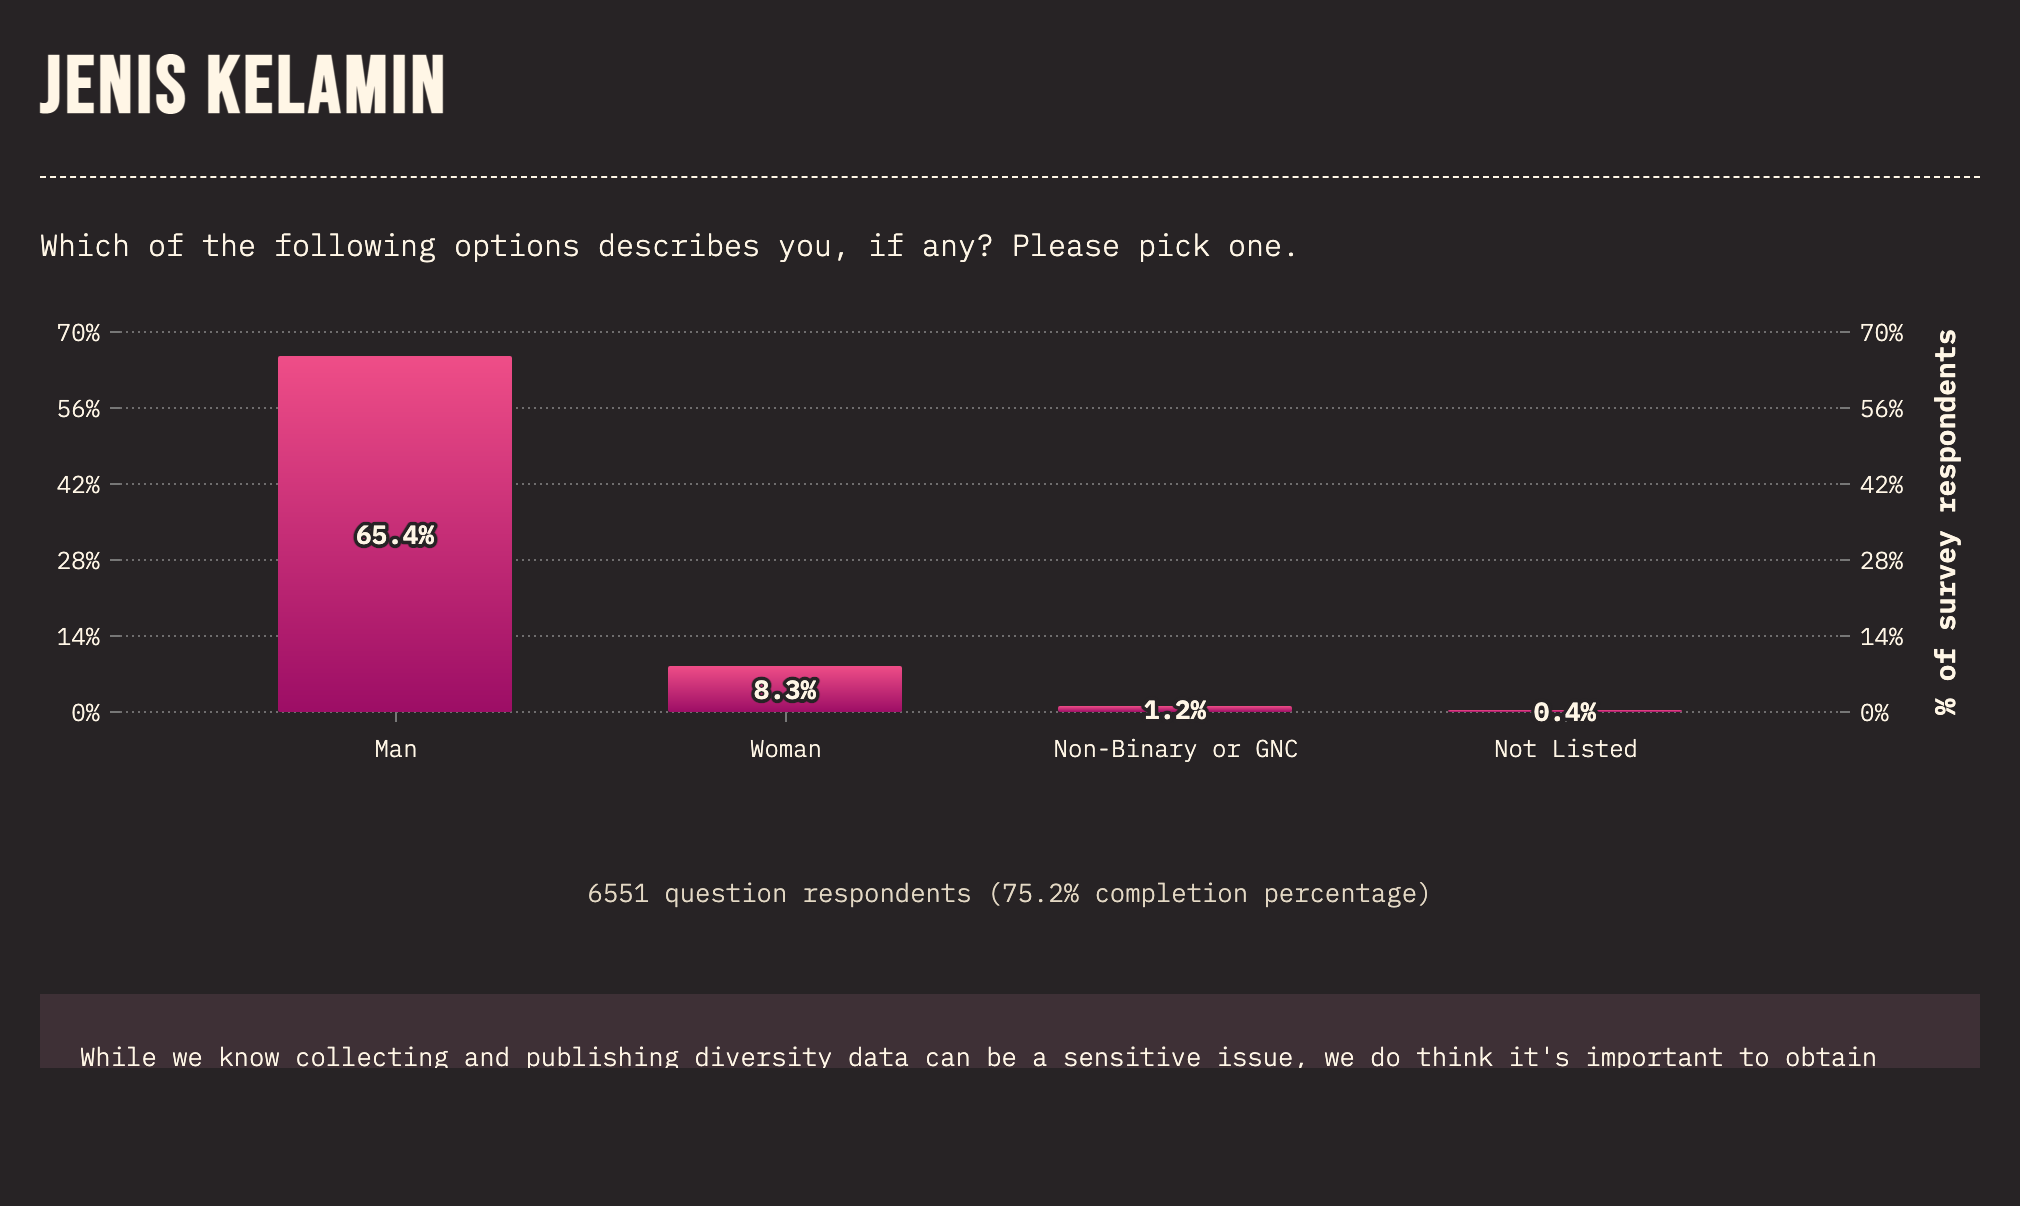 JENIS KELAMIN
Which of the following options describes you, if any? Please pick one.
70%
56%
42%
28%
14%
0%
65.4%
8.3%
1.2%
0.4%
70%
56%
42%
28%
14%
0%
% of survey respondents
Man
Woman
Non-Binary or GNC
Not Listed
6551 question respondents (75.2% completion percentage)
While we know collecting and publishing diversity data can be a sensitive issue, we do think it's important to obtain